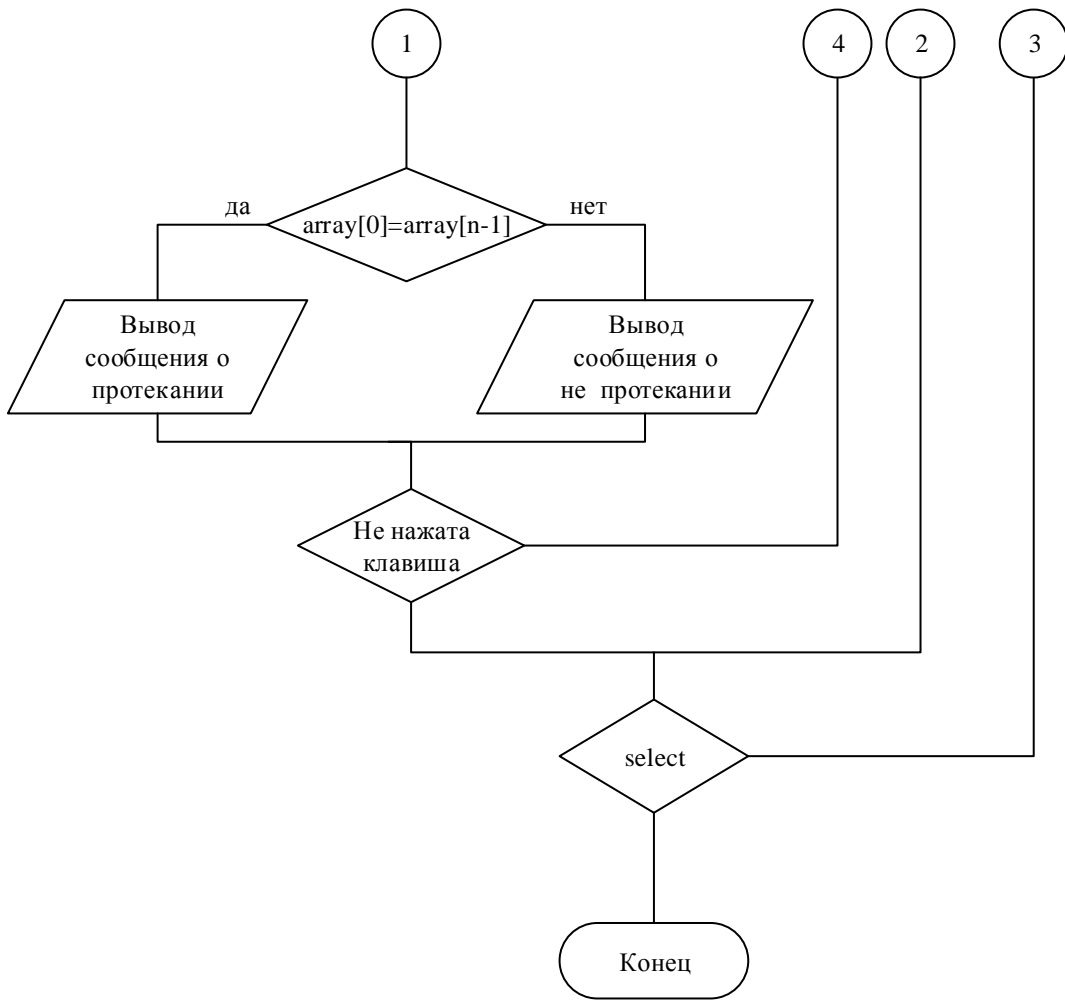 1
4
2
3
да
array[0]=array[n-1]
нет
Вывод
сообщения о
протекании
Вывод
сообщения о
не протекании
Не нажата
клавиша
select
Конец